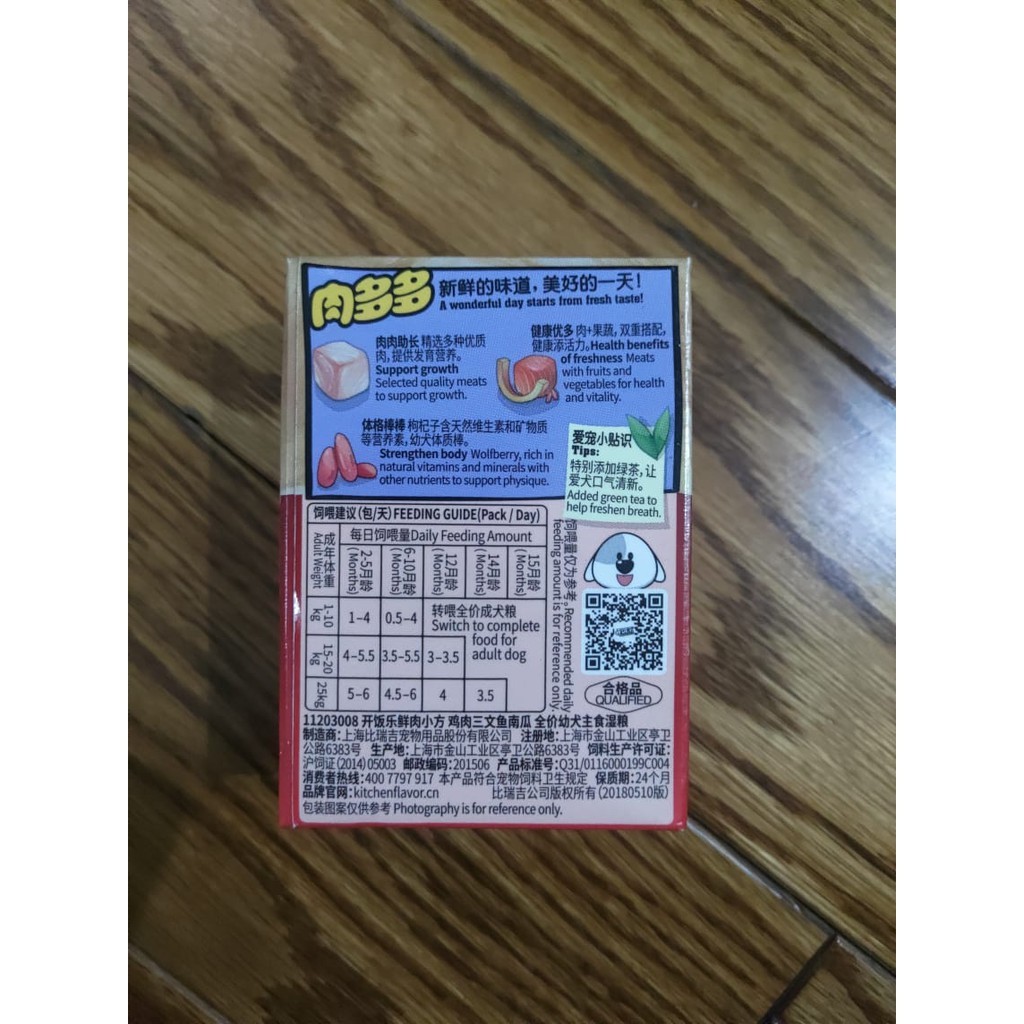 肉多多
新鲜的味道，美好的一天！
A wonderful day starts from fresh taste!
肉肉助长 精选多种优质
肉，提供发育营养。
Support growth
Selected quality meats
to support growth.
健康优多 肉+果蔬，双重搭配，
健康添活力。Health benefits
of freshness Meats
with fruits and
vegetables for health
and vitality.
体格棒棒 枸杞子含天然维生素和矿物质
等营养素，幼犬体质棒。
Strengthen body Wolfberry, rich in
natural vitamins and minerals with
other nutrients to support physique.
爱宠小贴识
Tips:
特别添加绿茶，让
爱犬口气清新。
Added green tea to
help freshen breath.
饲喂建议（包/天）FEEDING GUIDE(Pack / Day)
成年体重
Adult Weight
每日饲喂量Daily Feeding Amount
2-5月龄
(Months)
6-10月龄
(Months)
12月龄
(Months)
14月龄
(Months)
15月龄
(Months)
1-10
kg
1–4
0.5–4
转喂全价成犬粮
Switch to complete
food for
adult dog
15-20
kg
4–5.5
3.5–5.5
3–3.5
25kg
5–6
4.5–6
4
3.5
饲喂量仅为参考。Recommended daily
feeding amount is for reference only.
合格品
QUALIFIED
11203008 开饭乐鲜肉小方 鸡肉三文鱼南瓜 全价幼犬主食湿粮
制造商：上海比瑞吉宠物用品股份有限公司 注册地：上海市金山工业区亭卫
公路6383号 生产地：上海市金山工业区亭卫公路6383号 饲料生产许可证：
沪饲证(2014)05003 邮政编码：201506 产品标准号：Q31/0116000199C004
消费者热线：400 7797 917 本产品符合宠物饲料卫生规定 保质期：24个月
品牌官网：kitchenflavor.cn 比瑞吉公司版权所有（20180510版）
包装图案仅供参考 Photography is for reference only.